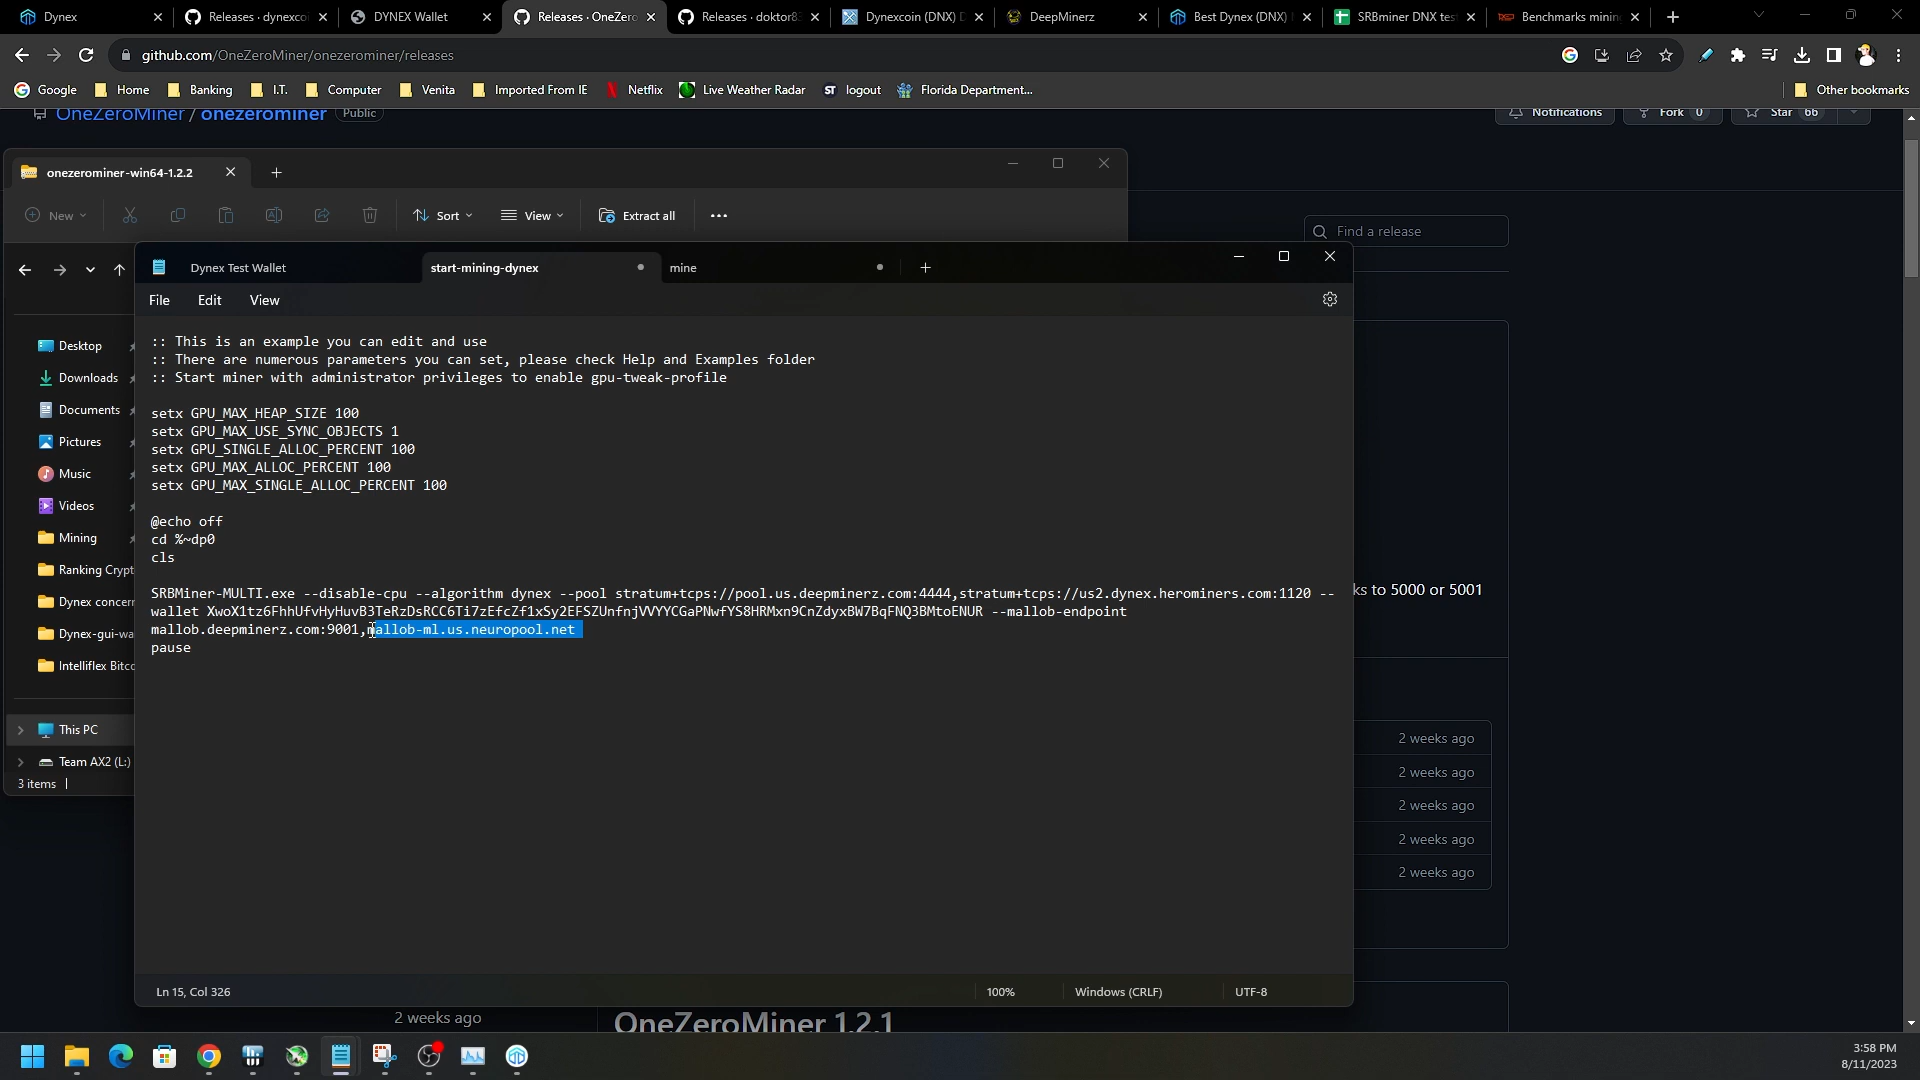 Dynex
Releases · dynexco
DYNEX Wallet
Releases · OneZero
Releases · doktor8
Dynexcoin (DNX)
DeepMinerz
Best Dynex (DNX)
SRBminer DNX tes
Benchmarks minin
github.com/OneZeroMiner/onezerominer/releases
Google
Home
Banking
I.T.
Computer
Venita
Imported From IE
Netflix
Live Weather Radar
ST
logout
Florida Department...
Other bookmarks
OneZeroMiner / onezerominer
Public
Notifications
Fork 0
Star 66
onezerominer-win64-1.2.2
New
Sort
View
Extract all
Find a release
Dynex Test Wallet
start-mining-dynex
mine
File
Edit
View
:: This is an example you can edit and use
:: There are numerous parameters you can set, please check Help and Examples folder
:: Start miner with administrator privileges to enable gpu-tweak-profile
setx GPU_MAX_HEAP_SIZE 100
setx GPU_MAX_USE_SYNC_OBJECTS 1
setx GPU_SINGLE_ALLOC_PERCENT 100
setx GPU_MAX_ALLOC_PERCENT 100
setx GPU_MAX_SINGLE_ALLOC_PERCENT 100
@echo off
cd %~dp0
cls
SRBMiner-MULTI.exe --disable-cpu --algorithm dynex --pool stratum+tcps://pool.us.deepminerz.com:4444,stratum+tcps://us2.dynex.herominers.com:1120 --
wallet XwoX1tz6FhhUfvHyHuvB3TeRzDsRCC6Ti7zEfcZf1xSy2EFSZUnfnjVVYYCGaPNwfYS8HRMxn9CnZdyxBW7BqFNQ3BMtoENUR --mallob-endpoint
mallob.deepminerz.com:9001,mallob-ml.us.neuropool.net
pause
Desktop
Downloads
Documents
Pictures
Music
Videos
Mining
Ranking Crypt
Dynex concer
Dynex-gui-wa
Intelliflex Bitco
This PC
Team AX2 (L:)
3 items
ks to 5000 or 5001
2 weeks ago
2 weeks ago
2 weeks ago
2 weeks ago
2 weeks ago
Ln 15, Col 326
100%
Windows (CRLF)
UTF-8
2 weeks ago
OneZeroMiner 1.2.1
3:58 PM
8/11/2023